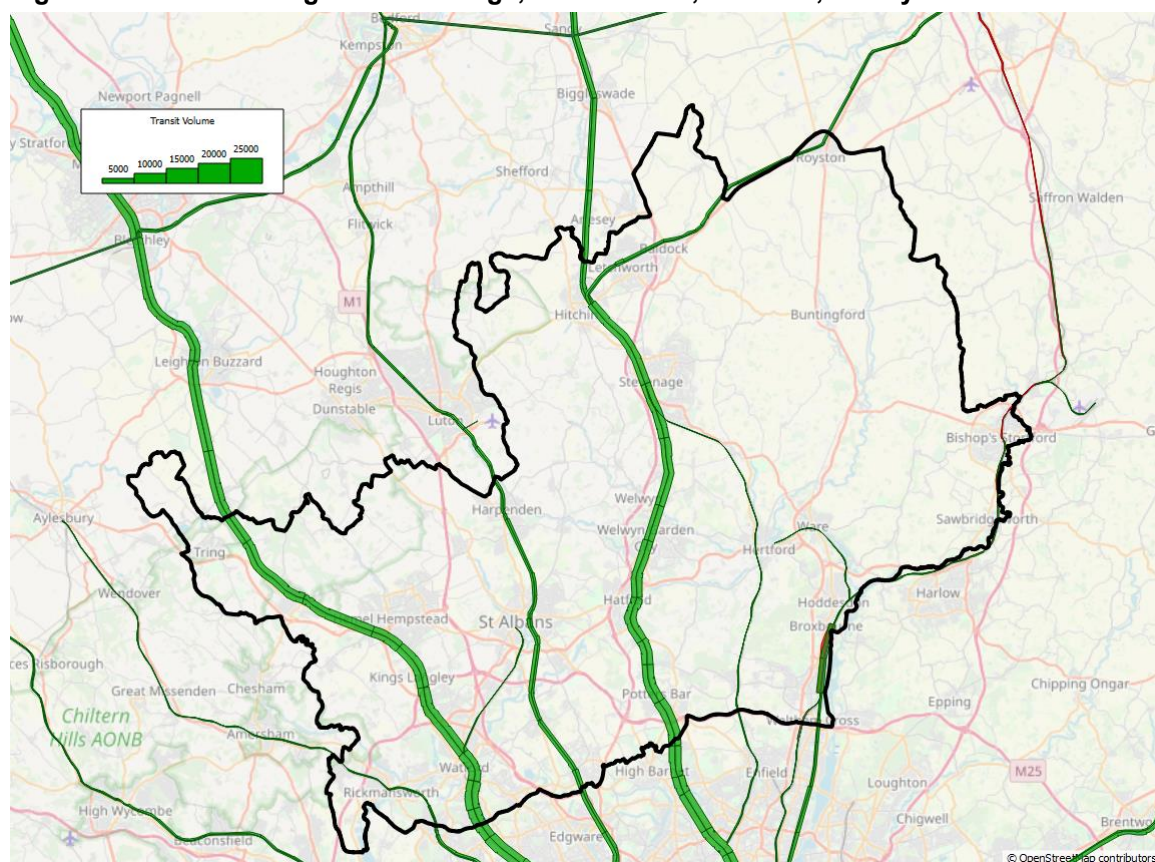 Bedford
Sandy
Kempston
Biggleswade
Newport Pagnell
Transit Volume
5000 10000 15000 20000 25000
Stratford
Royston
Shefford
Ampthill
Saffron Walden
Flitwick
Arlesey
Bletchley
Baldock
Letchworth
M1
Hitchin
Buntingford
Leighton Buzzard
Stevenage
Houghton
Regis
Dunstable
Luton
Bishop's Stortford
Welwyn
Harpenden
Aylesbury
Sawbridgeworth
Welwyn Garden
City
Ware
Tring
Hertford
Wendover
Harlow
Hatfield
Hoddesdon
Hemel Hempstead
St Albans
Broxbourne
Risborough
Kings Langley
Great Missenden
Chesham
Potters Bar
Epping
Chipping Ongar
Chiltern
Hills AONB
Waltham Cross
Amersham
Watford
High Barnet
Enfield
M25
Loughton
Rickmansworth
High Wycombe
Chigwell
Edgware
Beaconsfield
Brentwo
© OpenStreetMap contributors